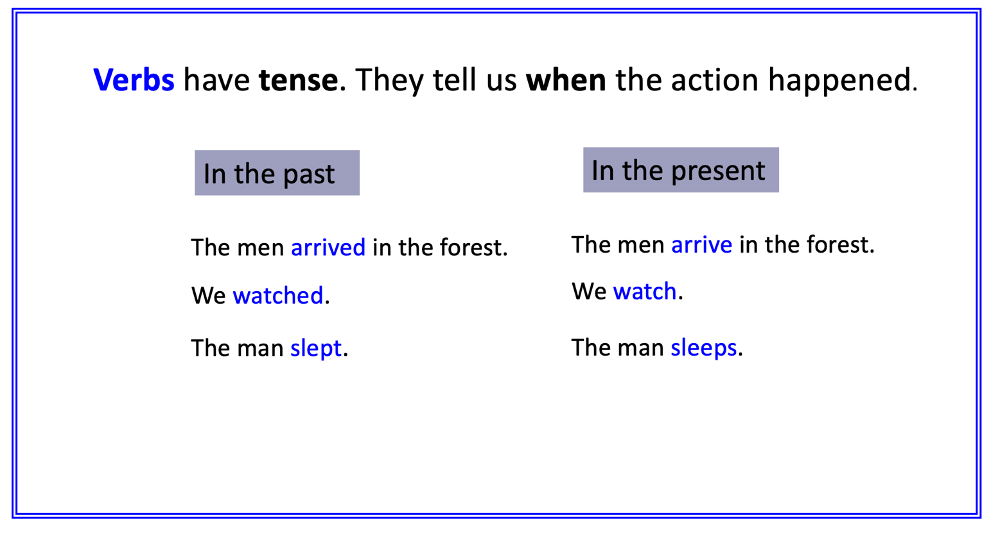 Verbs have tense. They tell us when the action happened.
In the past
The men arrived in the forest.
We watched.
The man slept.
In the present
The men arrive in the forest.
We watch.
The man sleeps.